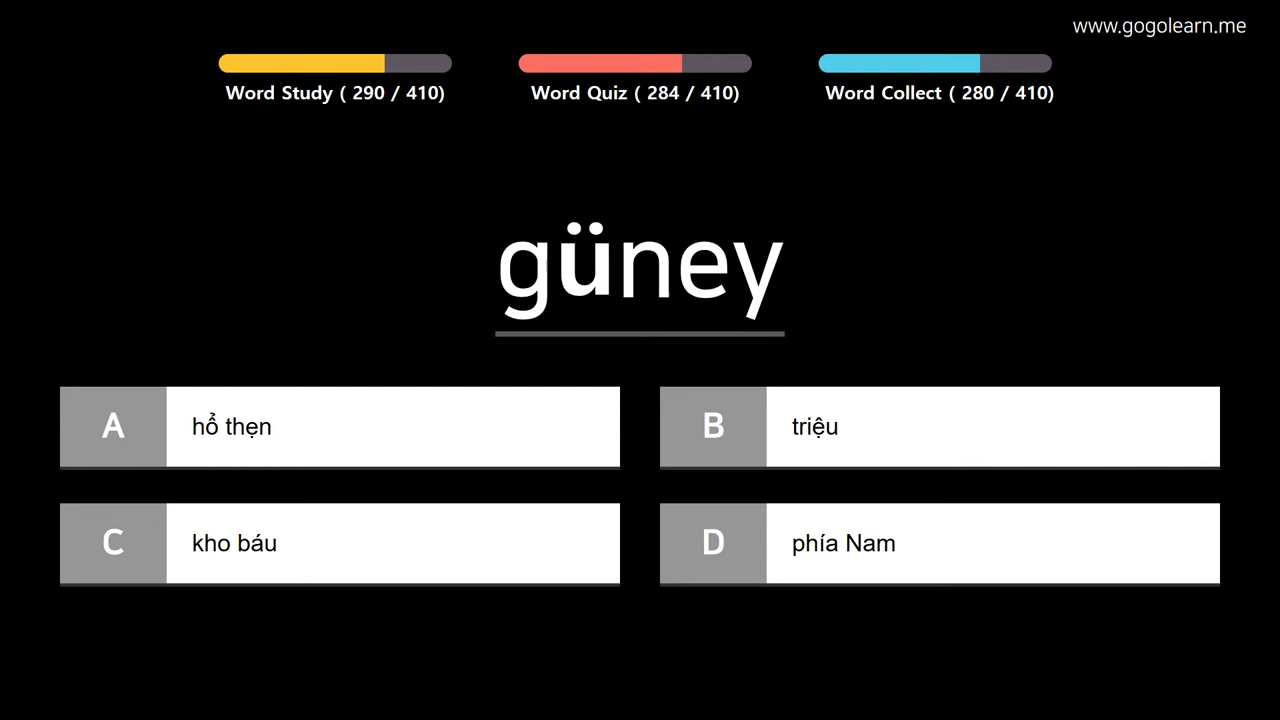 www.gogolearn.me
Word Study ( 290 / 410)
Word Quiz ( 284 / 410)
Word Collect ( 280 / 410)
güney
A
hổ thẹn
B
triệu
C
kho báu
D
phía Nam